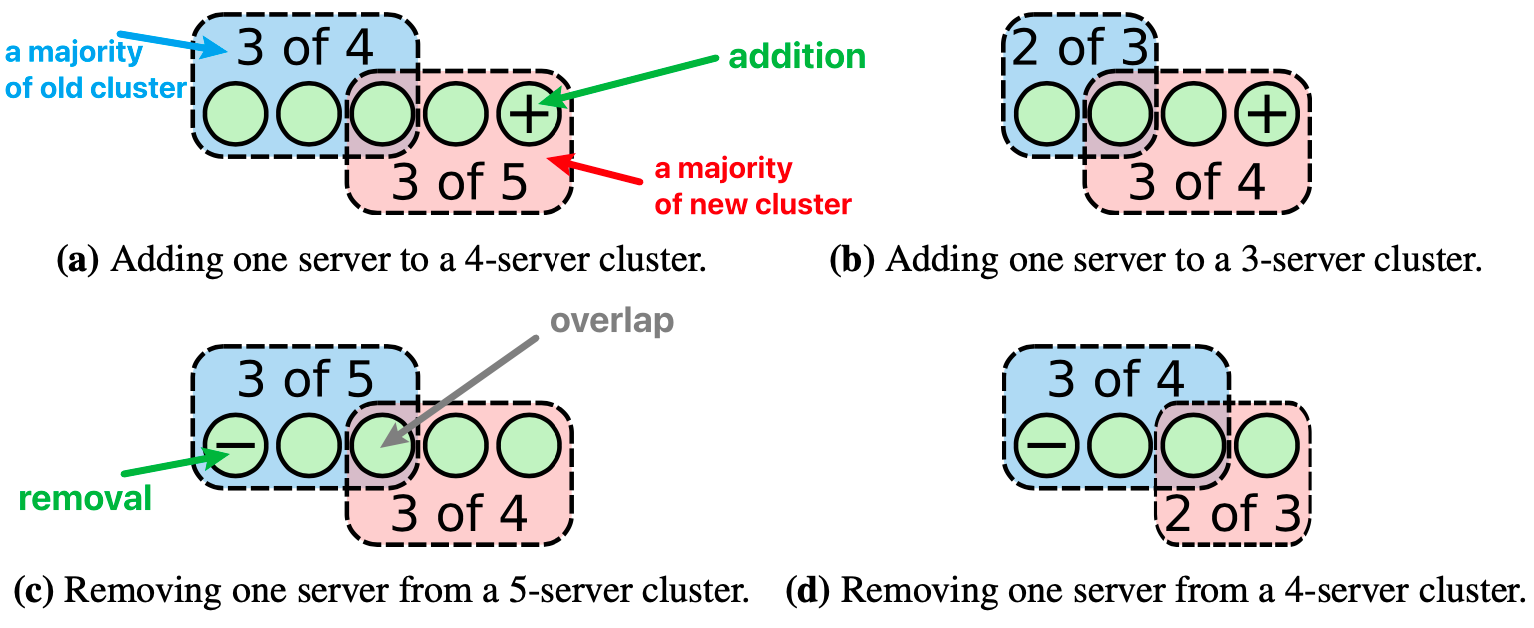 a majority
of old cluster
3 of 4
+
addition
3 of 5
a majority
of new cluster
(a) Adding one server to a 4-server cluster.
2 of 3
+
3 of 4
(b) Adding one server to a 3-server cluster.
overlap
3 of 5
−
removal
3 of 4
(c) Removing one server from a 5-server cluster.
3 of 4
−
2 of 3
(d) Removing one server from a 4-server cluster.